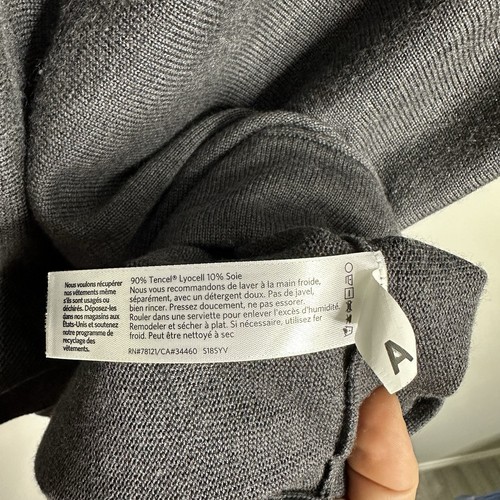 Nous voulons récupérer
nos vêtements même
s'ils sont usagés ou
déchirés. Déposez-les
dans nos magasins aux
États-Unis et soutenez
notre programme de
recyclage des
vêtements.
90% Tencel® Lyocell 10% Soie
Nous vous recommandons de laver à la main froide,
séparément, avec un détergent doux. Pas de javel,
bien rincer. Pressez doucement, ne pas essorer.
Rouler dans une serviette pour enlever l'excès d'humidité.
Remodeler et sécher à plat. Si nécessaire, utilisez fer
froid. Peut être nettoyé à sec
RN#78121/CA#34460 S185YV
A